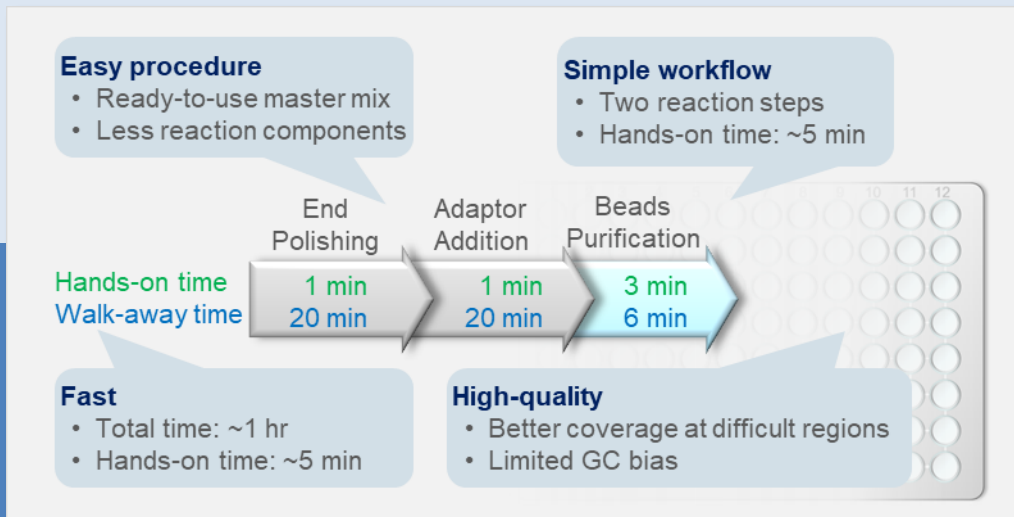 Easy procedure
• Ready-to-use master mix
• Less reaction components
Simple workflow
• Two reaction steps
• Hands-on time: ~5 min
10 11 12
End
Polishing
Adaptor
Addition
Beads
Purification
Hands-on time
1 min
1 min
3 min
Walk-away time
20 min
20 min
6 min
Fast
• Total time: ~1 hr
• Hands-on time: ~5 min
High-quality
• Better coverage at difficult regions
• Limited GC bias